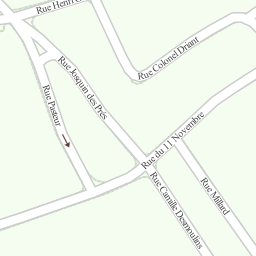 Rue Henri
Rue Colonel Driant
Rue Josquin des Prés
Rue Pasteur
Rue du 11 Novembre
Rue Camille Desmoulins
Rue Millard